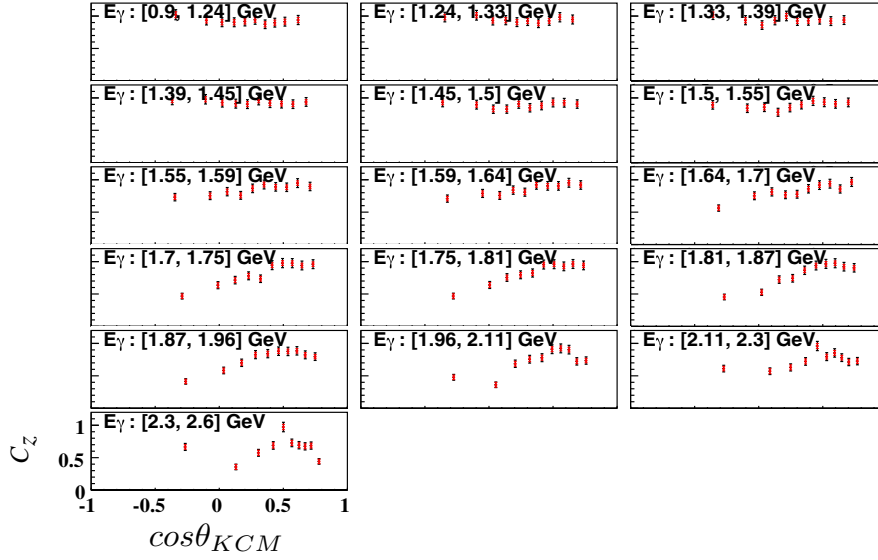 Eγ : [0.9, 1.24] GeV
Eγ : [1.24, 1.33] GeV
Eγ : [1.33, 1.39] GeV
Eγ : [1.39, 1.45] GeV
Eγ : [1.45, 1.5] GeV
Eγ : [1.5, 1.55] GeV
Eγ : [1.55, 1.59] GeV
Eγ : [1.59, 1.64] GeV
Eγ : [1.64, 1.7] GeV
Eγ : [1.7, 1.75] GeV
Eγ : [1.75, 1.81] GeV
Eγ : [1.81, 1.87] GeV
Eγ : [1.87, 1.96] GeV
Eγ : [1.96, 2.11] GeV
Eγ : [2.11, 2.3] GeV
Eγ : [2.3, 2.6] GeV
1
0.5
0
c_z
-1 -0.5 0 0.5 1
cosθ_KCM